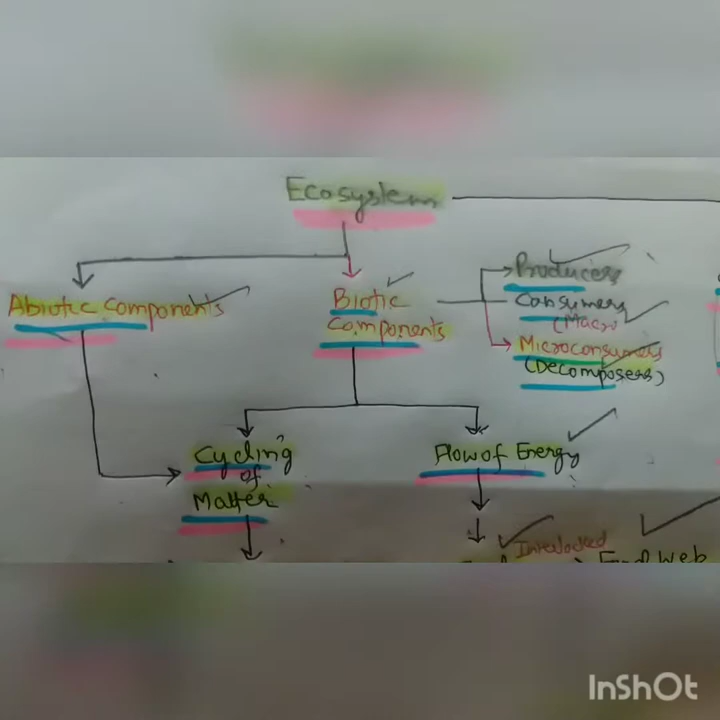 Ecosystem
Abiotic Components
Biotic
Components
Producers
Consumers
(Macro
Microconsumers
(Decomposers)
Cycling
of
Matter
Flow of Energy
Interlocked
Food Web
InShOt